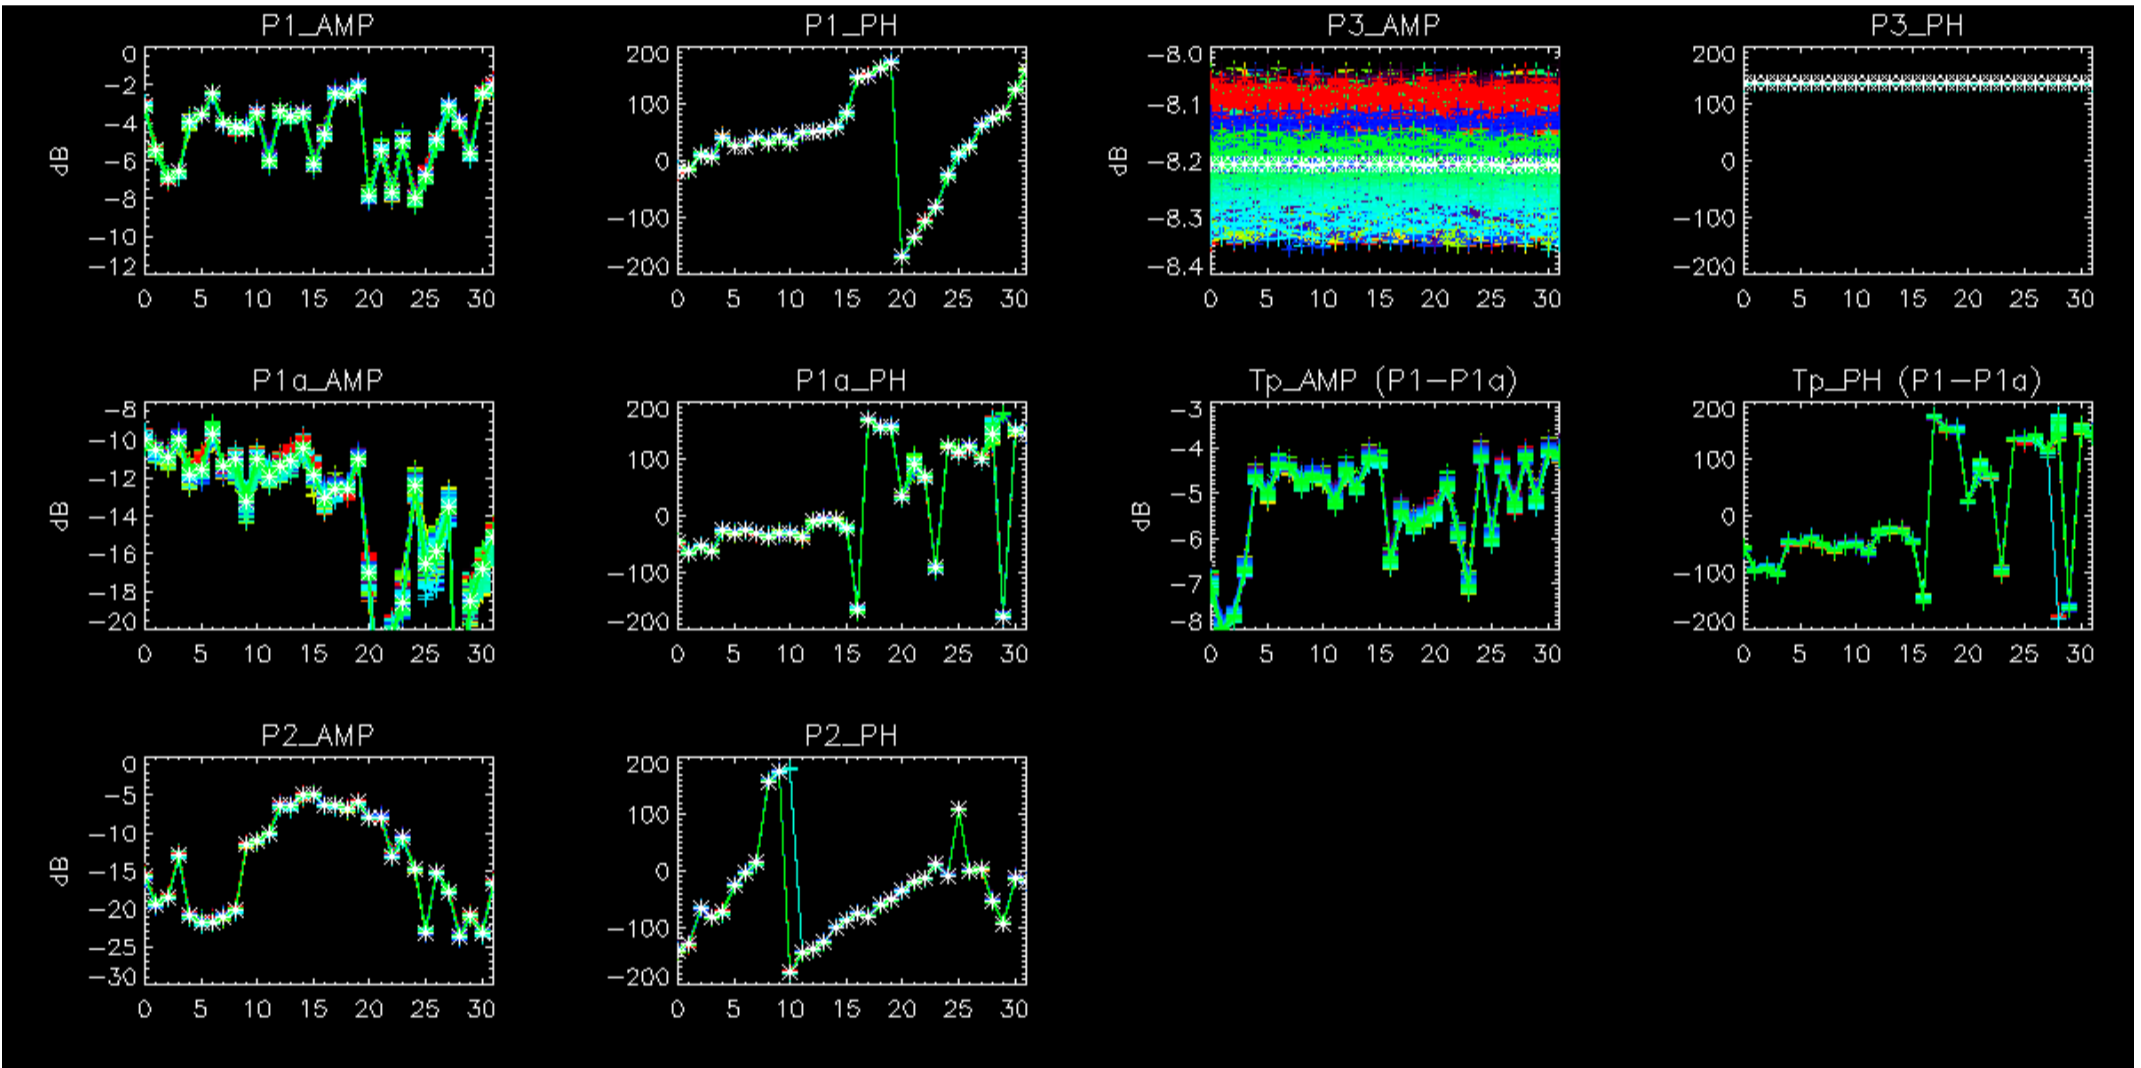 P1_AMP P1_PH P3_AMP P3_PH
0 200 -8.0 200
-2
-4 100 -8.1 100
dB -6 0 dB -8.2 0
-8
-10 -100 -8.3 -100
-12 -200 -8.4 -200
0 5 10 15 20 25 30 0 5 10 15 20 25 30 0 5 10 15 20 25 30 0 5 10 15 20 25 30
P1a_AMP P1a_PH Tp_AMP (P1-P1a) Tp_PH (P1-P1a)
-8 200 -3 200
-10 100 -4 100
-12
dB -14 0 dB -5 0
-16 -6
-18 -100 -7 -100
-20 -200 -8 -200
0 5 10 15 20 25 30 0 5 10 15 20 25 30 0 5 10 15 20 25 30 0 5 10 15 20 25 30
P2_AMP P2_PH
0 200
-5 100
-10
dB -15 0
-20 -100
-25
-30 -200
0 5 10 15 20 25 30 0 5 10 15 20 25 30